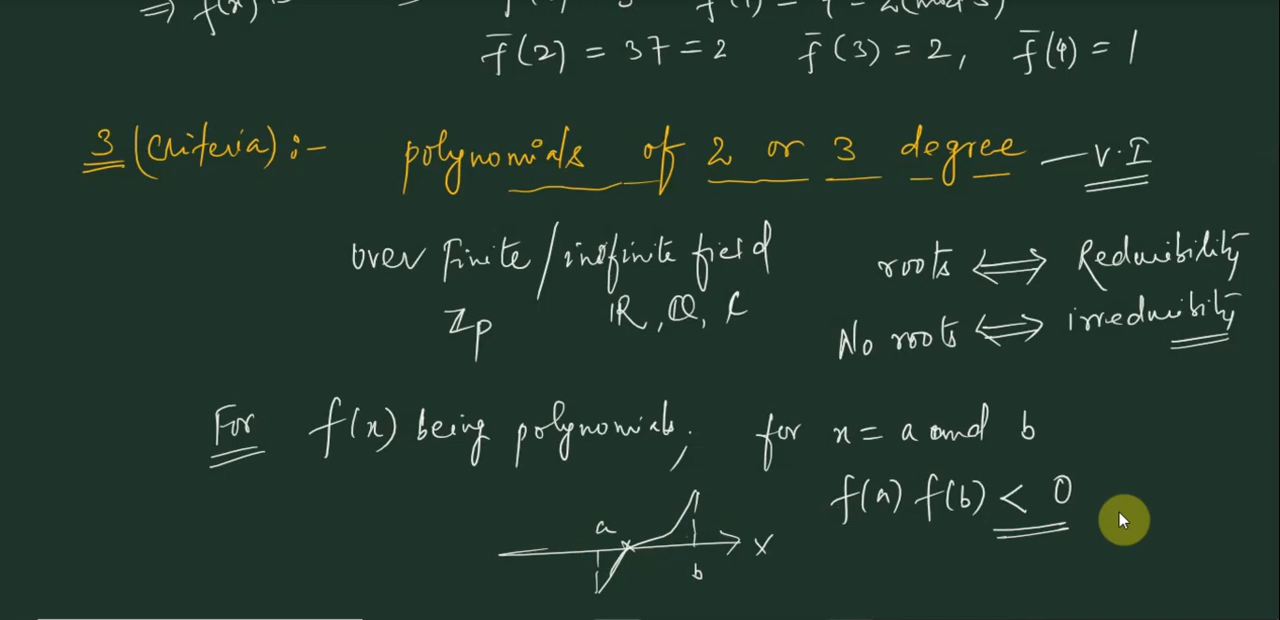 ⇒ f(x)
f̄(2) = 37 = 2   f̄(3) = 2,   f̄(4) = 1
3 (Criteria) :- polynomials of 2 or 3 degree — V.I
over Finite/infinite field   roots ⇔ Reducibility
Zp   ℝ, ℚ, ℂ   No roots ⇔ irreducibility
For f(x) being polynomials, for x = a and b
f(a) f(b) < 0
a
X
b